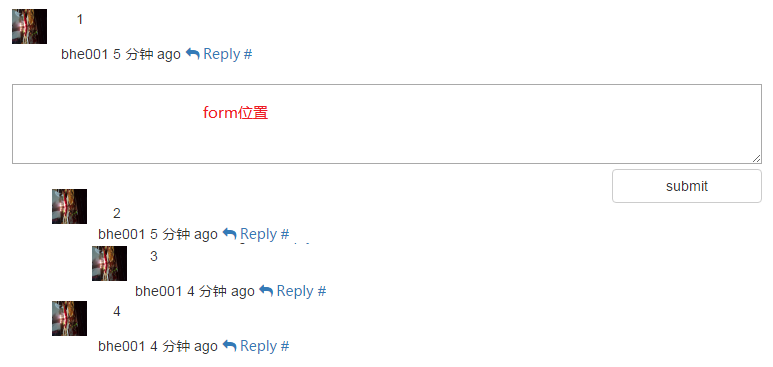 1
bhe001 5 分钟 ago Reply #
form位置
submit
2
bhe001 5 分钟 ago Reply #
3
bhe001 4 分钟 ago Reply #
4
bhe001 4 分钟 ago Reply #